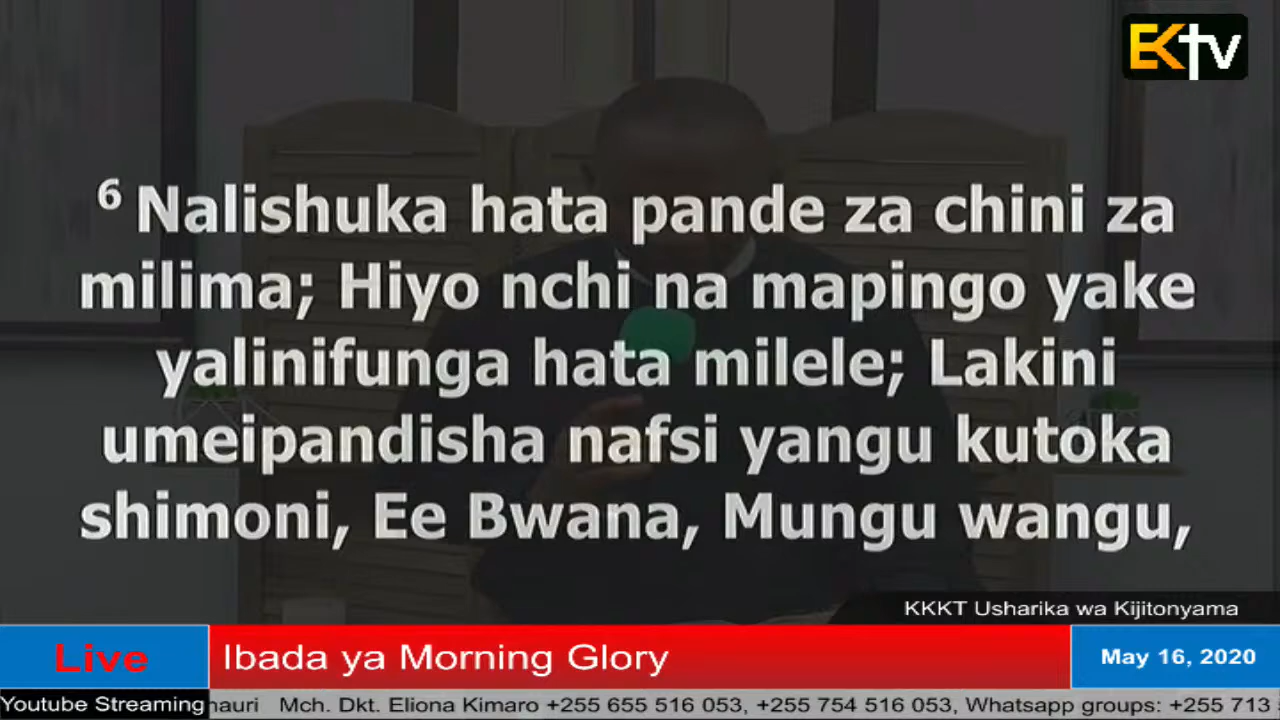 EKTV
6 Nalishuka hata pande za chini za
milima; Hiyo nchi na mapingo yake
yalinifunga hata milele; Lakini
umeipandisha nafsi yangu kutoka
shimoni, Ee Bwana, Mungu wangu,
KKKT Usharika wa Kijitonyama
Live Ibada ya Morning Glory May 16, 2020
Youtube Streaming hauri Mch. Dkt. Eliona Kimaro +255 655 516 053, +255 754 516 053, Whatsapp groups: +255 713